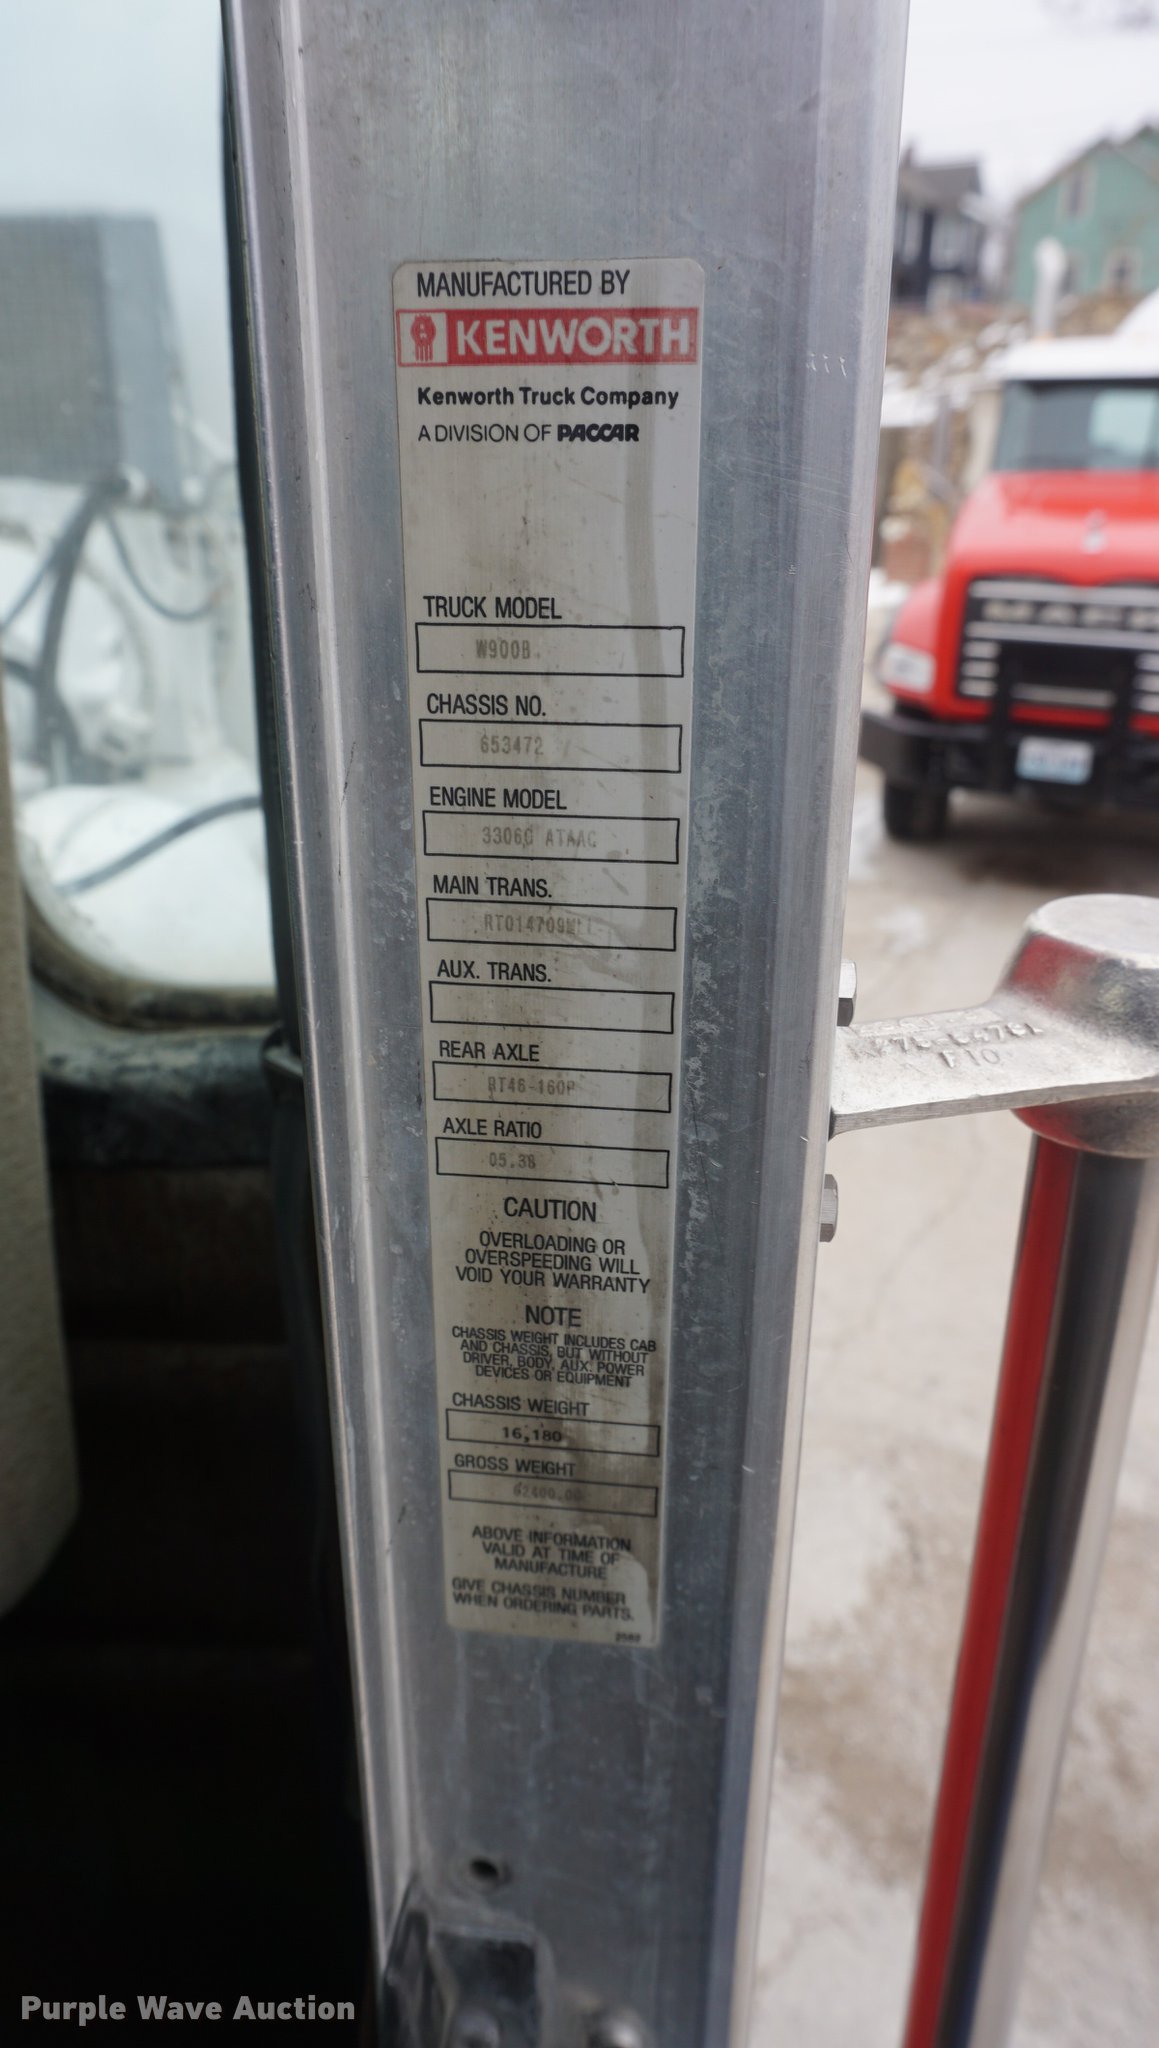 MANUFACTURED BY
KENWORTH
Kenworth Truck Company
A DIVISION OF PACCAR
TRUCK MODEL
W900B
CHASSIS NO.
653472
ENGINE MODEL
3306C ATAAC
MAIN TRANS.
AUX. TRANS.
REAR AXLE
RT46-160P
AXLE RATIO
05.38
CAUTION
OVERLOADING OR
OVERSPEEDING WILL
VOID YOUR WARRANTY
NOTE
CHASSIS WEIGHT INCLUDES CAB
AND CHASSIS, BUT WITHOUT
DRIVER, BODY, AUX. POWER
DEVICES OR EQUIPMENT
CHASSIS WEIGHT
16,180
GROSS WEIGHT
62400.00
ABOVE INFORMATION
VALID AT TIME OF
MANUFACTURE
GIVE CHASSIS NUMBER
WHEN ORDERING PARTS.
F10
MACK
Purple Wave Auction